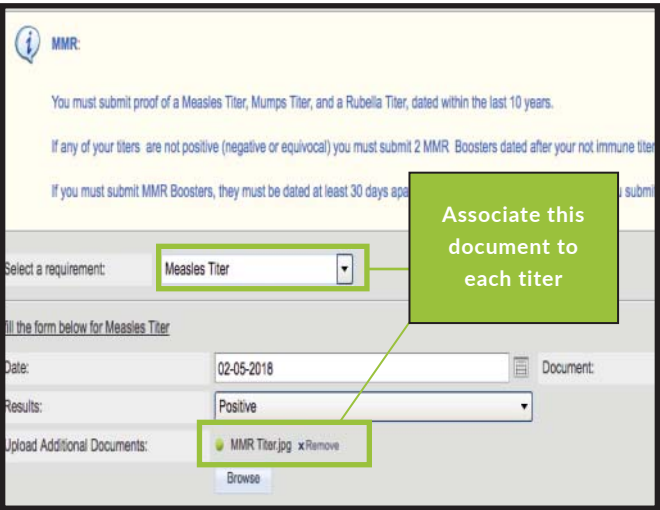 MMR:
You must submit proof of a Measles Titer, Mumps Titer, and a Rubella Titer, dated within the last 10 years.
If any of your titers are not positive (negative or equivocal) you must submit 2 MMR Boosters dated after your not immune titer
If you must submit MMR Boosters, they must be dated at least 30 days apa u submi
Associate this
document to
each titer
Select a requirement: Measles Titer
fill the form below for Measles Titer
Date: 02-05-2018 Document:
Results: Positive
Upload Additional Documents: MMR Titer.jpg x Remove
Browse